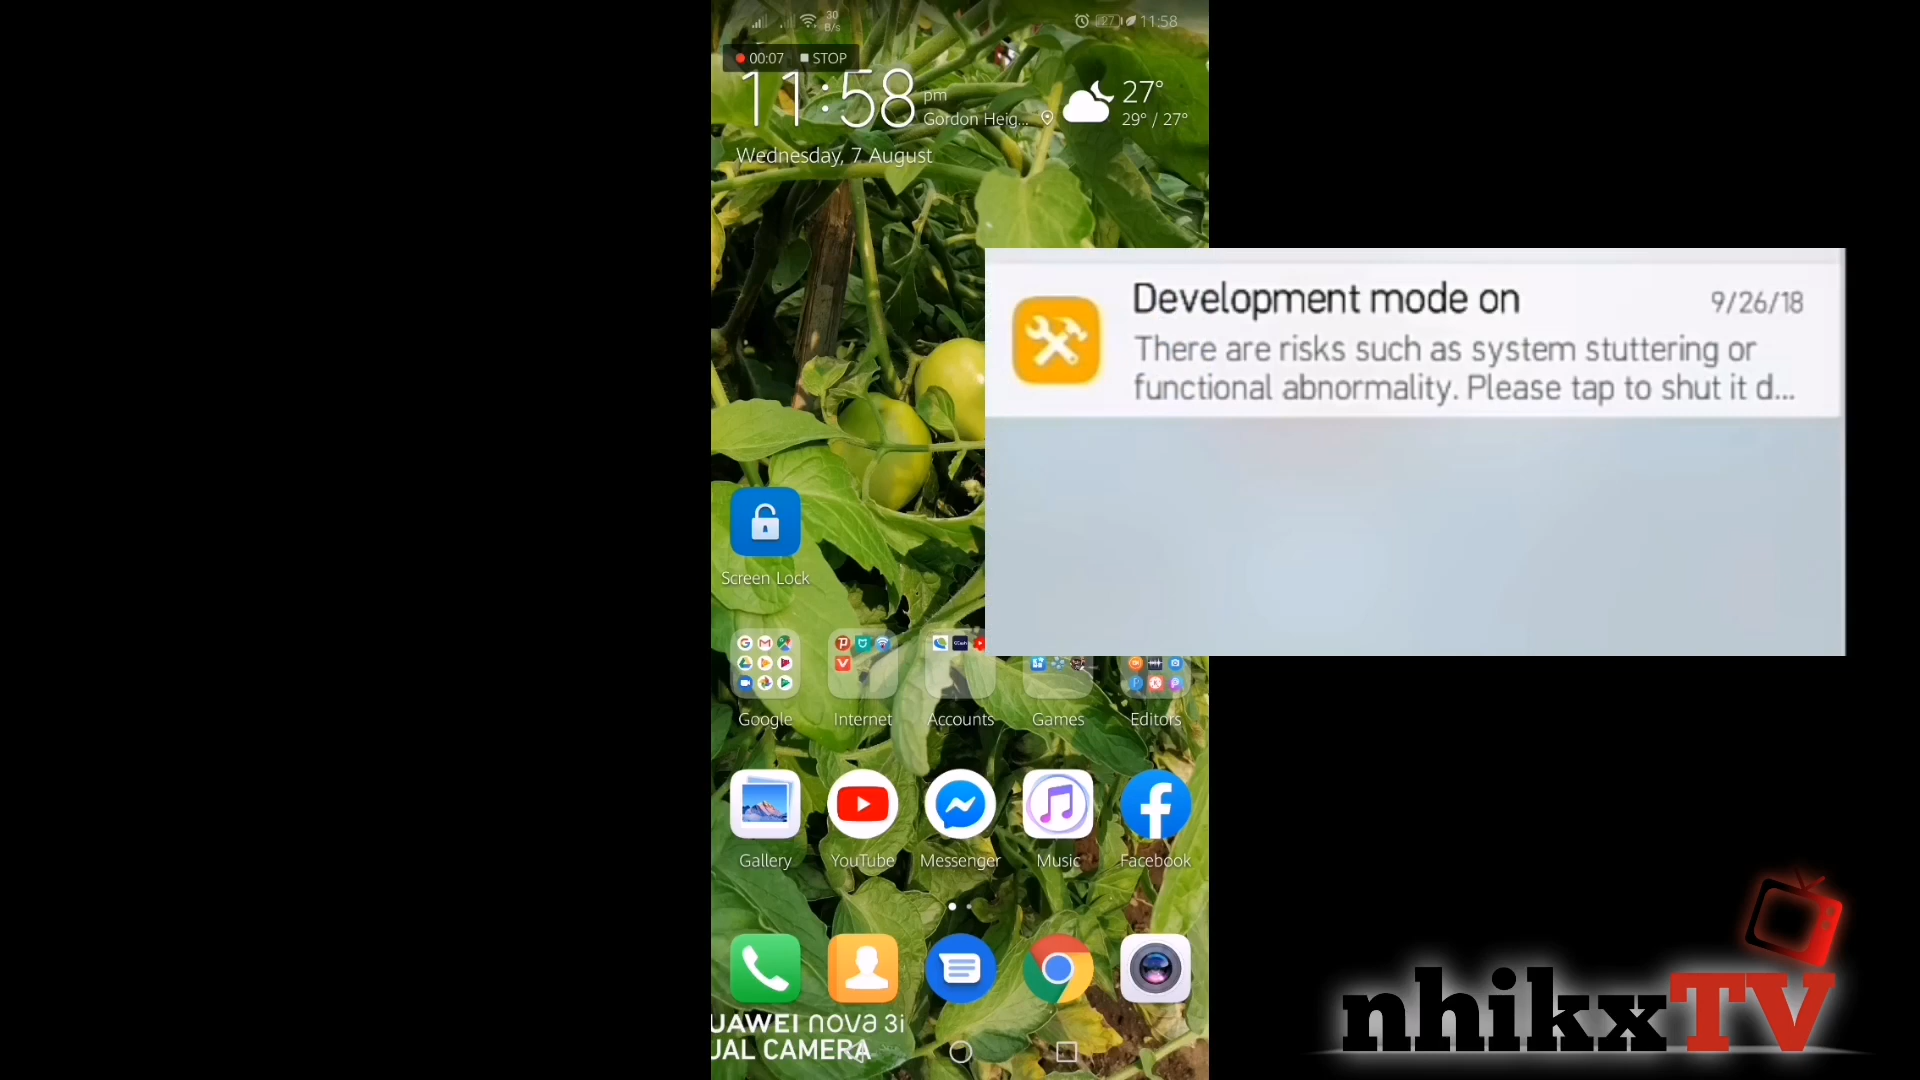 30
B/s
27
11:58
00:07 STOP
11:58 pm
Gordon Heig...
27°
29° / 27°
Wednesday, 7 August
Development mode on
9/26/18
There are risks such as system stuttering or
functional abnormality. Please tap to shut it d...
Screen Lock
Google Internet Accounts Games Editors
Gallery YouTube Messenger Music Facebook
UAWEI nova 3i
UAL CAMERA
nhikxTV